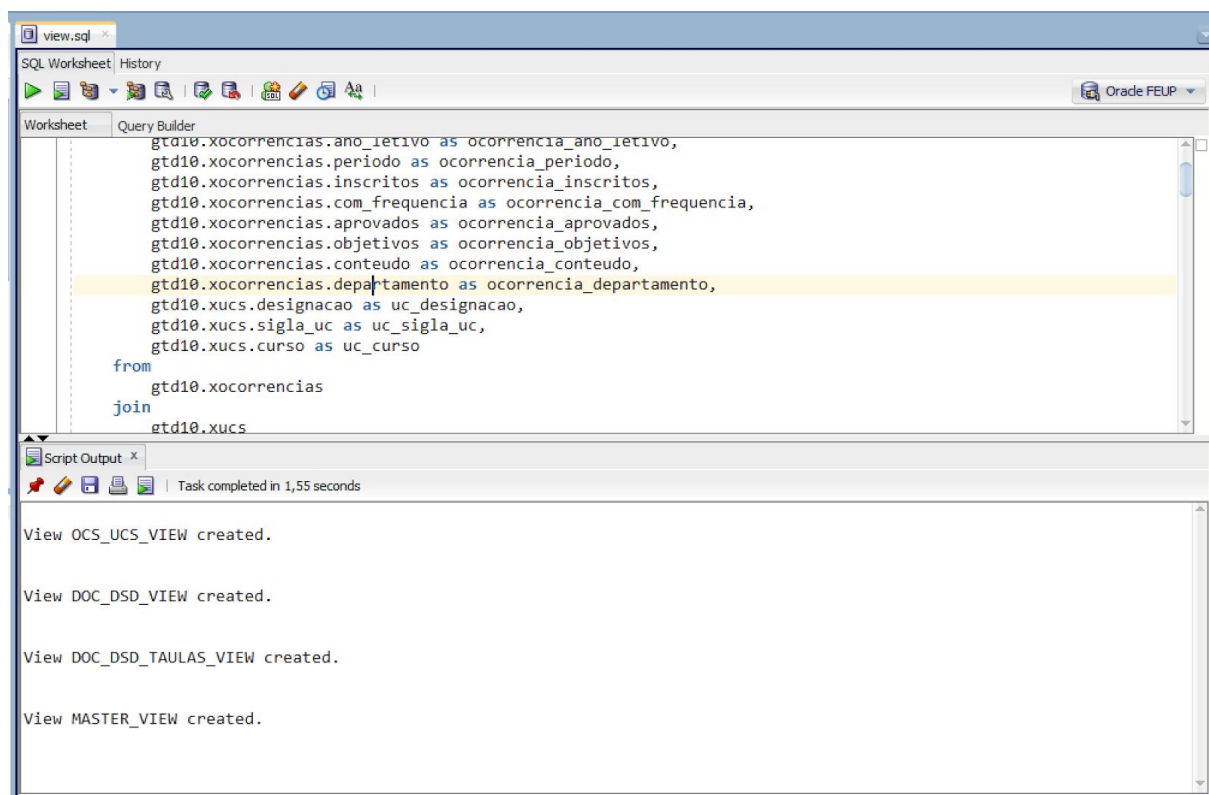 view.sql
SQL Worksheet History
Oracle FEUP
Worksheet Query Builder
gtd10.xocorrencias.ano_letivo as ocorrencia_ano_letivo,
gtd10.xocorrencias.periodo as ocorrencia_periodo,
gtd10.xocorrencias.inscritos as ocorrencia_inscritos,
gtd10.xocorrencias.com_frequencia as ocorrencia_com_frequencia,
gtd10.xocorrencias.aprovados as ocorrencia_aprovados,
gtd10.xocorrencias.objetivos as ocorrencia_objetivos,
gtd10.xocorrencias.conteudo as ocorrencia_conteudo,
gtd10.xocorrencias.departamento as ocorrencia_departamento,
gtd10.xucs.designacao as uc_designacao,
gtd10.xucs.sigla_uc as uc_sigla_uc,
gtd10.xucs.curso as uc_curso
from
gtd10.xocorrencias
join
gtd10.xucs
Script Output x
Task completed in 1,55 seconds
View OCS_UCS_VIEW created.
View DOC_DSD_VIEW created.
View DOC_DSD_TAULAS_VIEW created.
View MASTER_VIEW created.